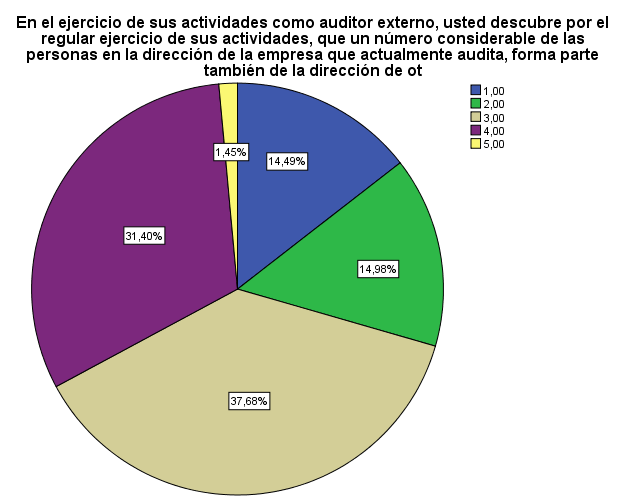 En el ejercicio de sus actividades como auditor externo, usted descubre por el
regular ejercicio de sus actividades, que un número considerable de las
personas en la dirección de la empresa que actualmente audita, forma parte
también de la dirección de ot
1,00
2,00
3,00
4,00
5,00
1,45%
14,49%
31,40%
14,98%
37,68%